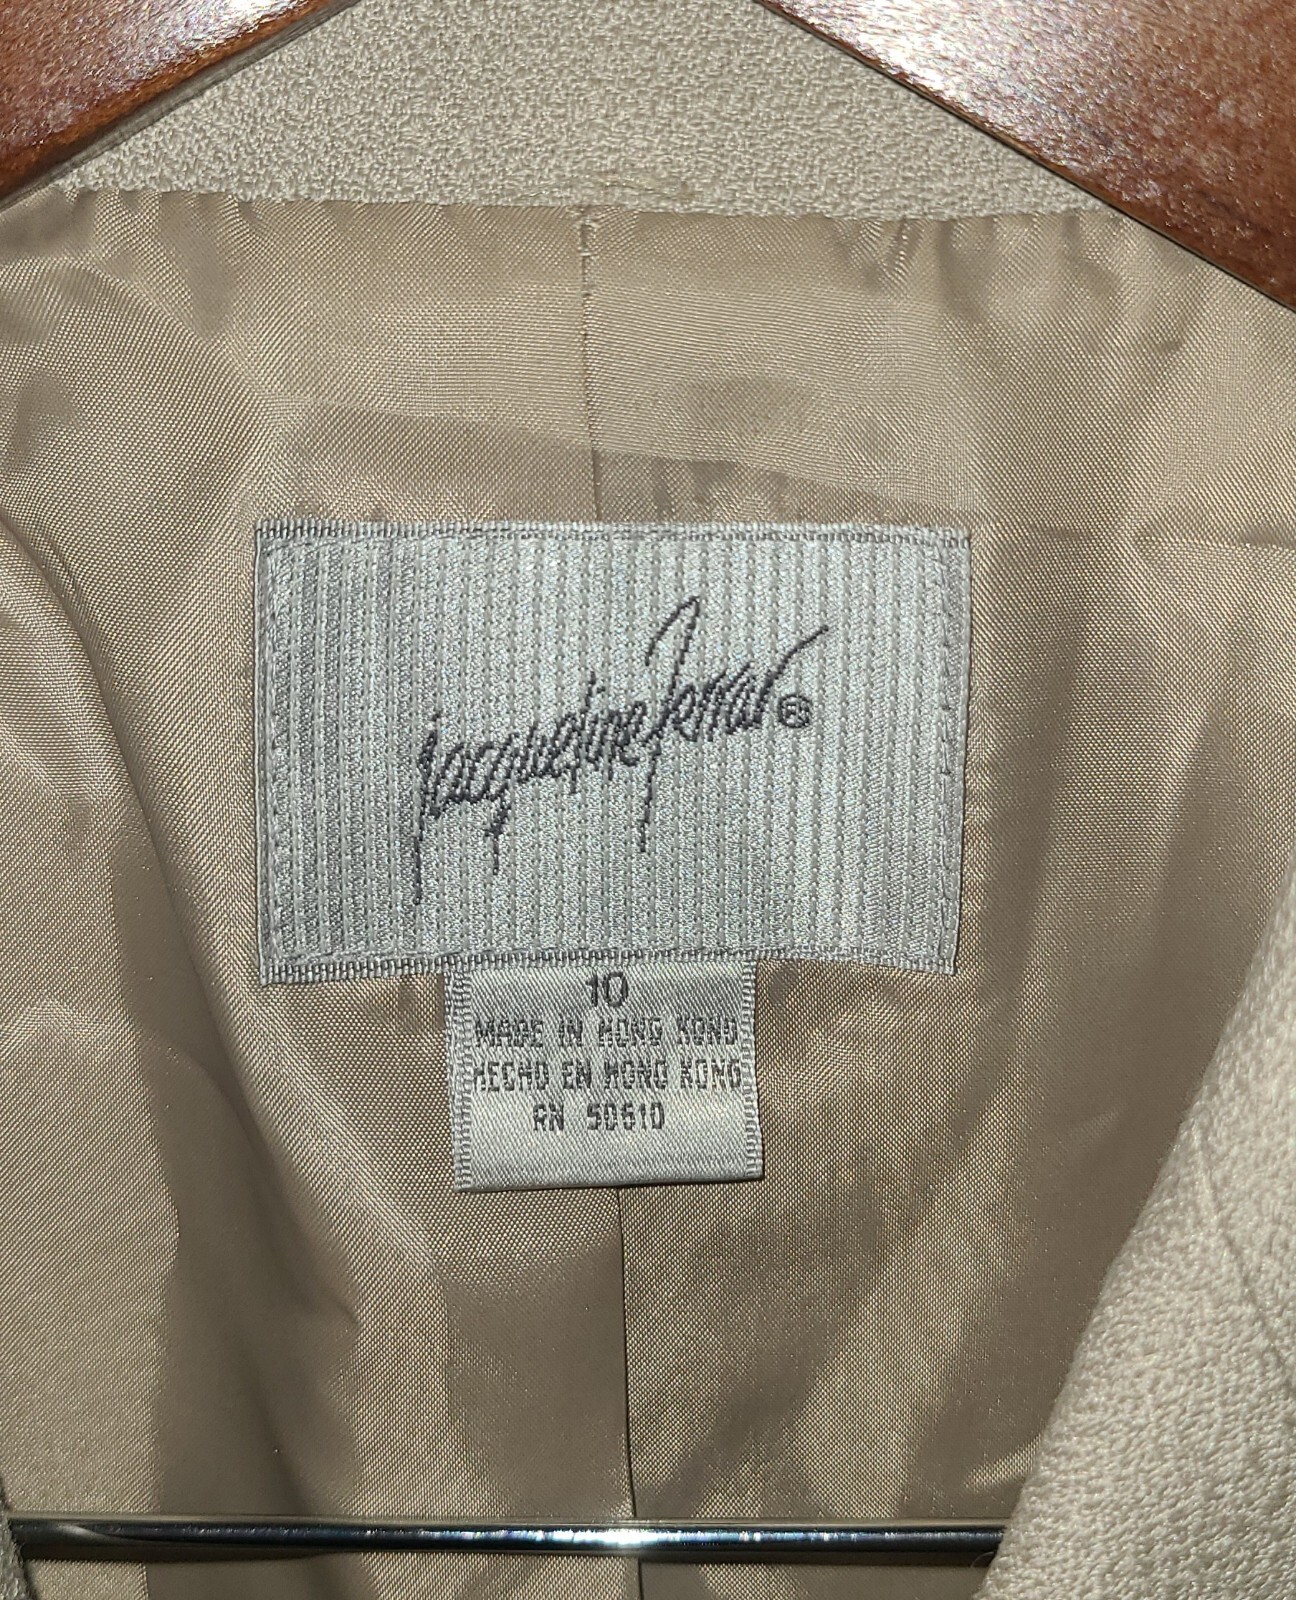 Jacqueline Ferrar®
10
MADE IN HONG KONG
HECHO EN HONG KONG
RN 50610